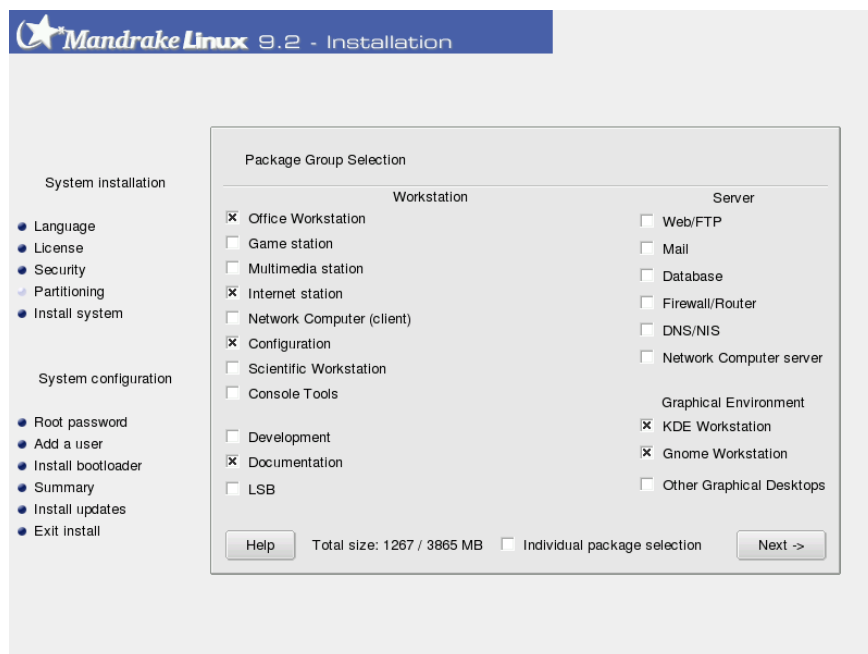 Mandrake Linux 9.2 - Installation
System installation
Language
License
Security
Partitioning
Install system
System configuration
Root password
Add a user
Install bootloader
Summary
Install updates
Exit install
Package Group Selection
Workstation
Office Workstation
Game station
Multimedia station
Internet station
Network Computer (client)
Configuration
Scientific Workstation
Console Tools
Development
Documentation
LSB
Server
Web/FTP
Mail
Database
Firewall/Router
DNS/NIS
Network Computer server
Graphical Environment
KDE Workstation
Gnome Workstation
Other Graphical Desktops
Help
Total size: 1267 / 3865 MB
Individual package selection
Next ->